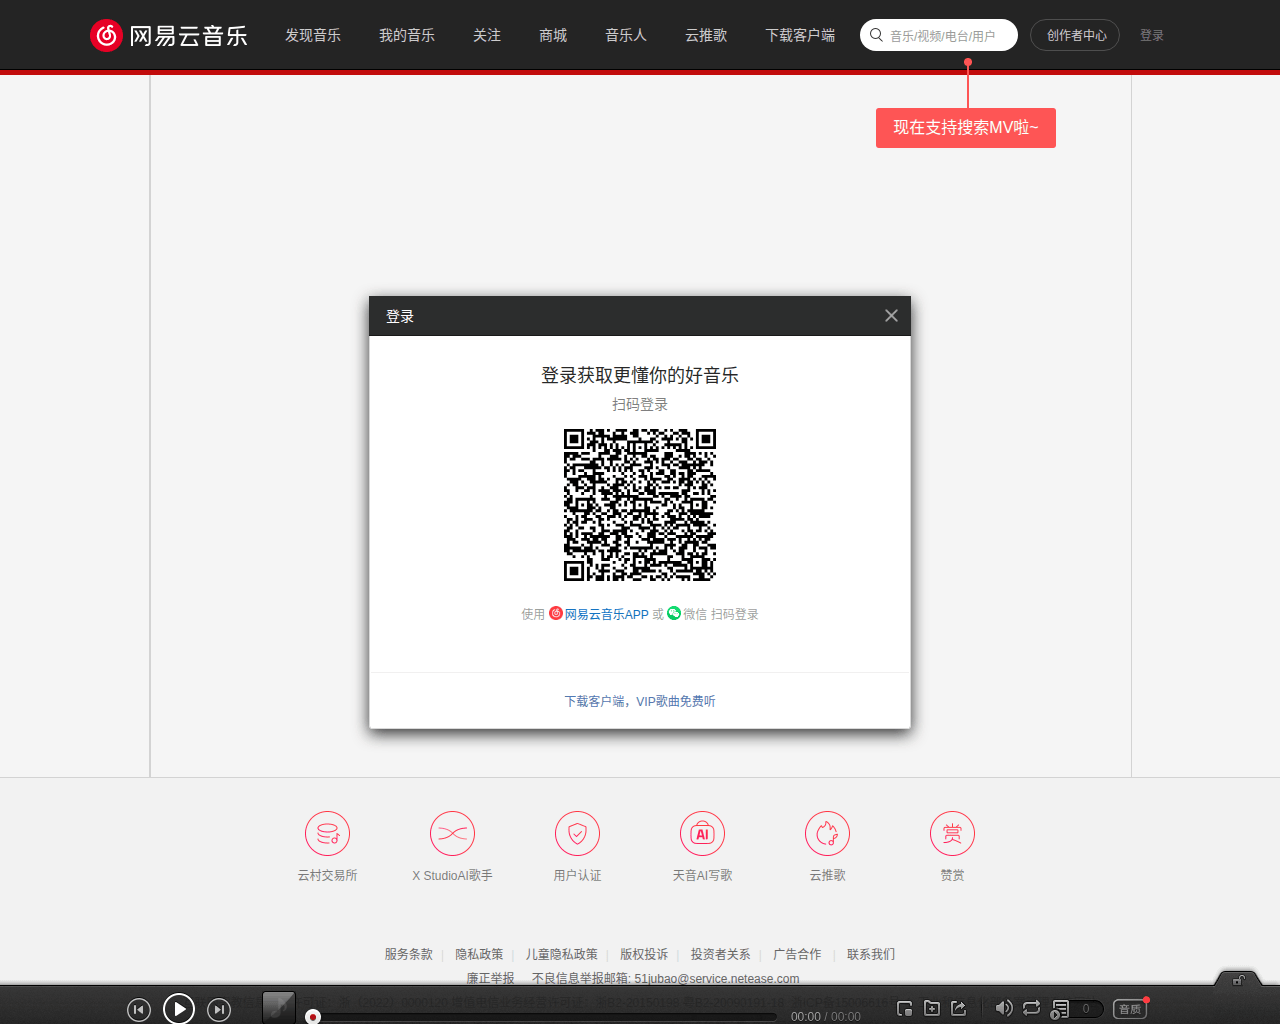 网易云音乐 发现音乐 我的音乐 关注 商城 音乐人 云推歌 下载客户端 音乐/视频/电台/用户 创作者中心 登录
现在支持搜索MV啦~
登录
登录获取更懂你的好音乐
扫码登录
使用 网易云音乐APP 或 微信 扫码登录
下载客户端，VIP歌曲免费听
云村交易所 X StudioAI歌手 用户认证 天音AI写歌 云推歌 赞赏
赏
AI
服务条款 | 隐私政策 | 儿童隐私政策 | 版权投诉 | 投资者关系 | 广告合作 | 联系我们
廉正举报 不良信息举报邮箱: 51jubao@service.netease.com
00:00 / 00:00 0 音质